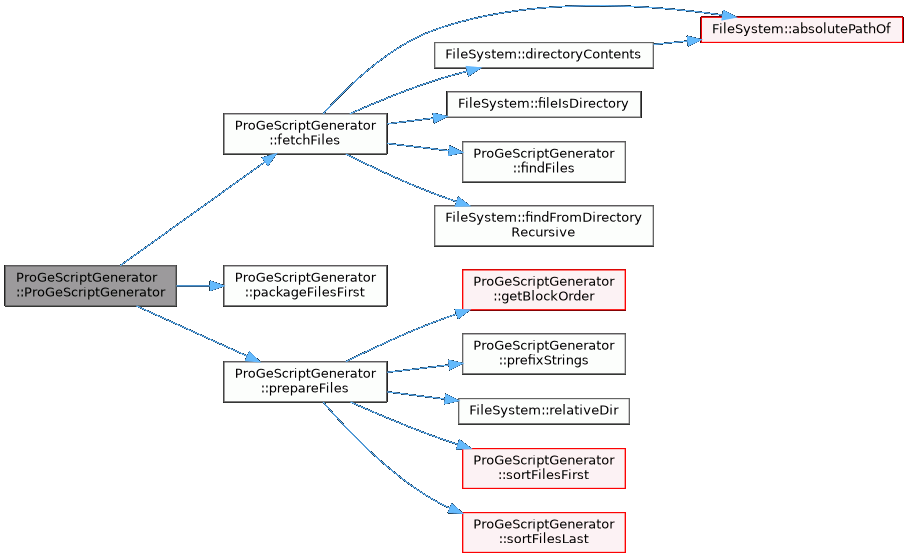 FileSystem::absolutePathOf
FileSystem::directoryContents
FileSystem::fileIsDirectory
ProGeScriptGenerator
::fetchFiles
ProGeScriptGenerator
::findFiles
FileSystem::findFromDirectory
Recursive
ProGeScriptGenerator
::ProGeScriptGenerator
ProGeScriptGenerator
::packageFilesFirst
ProGeScriptGenerator
::getBlockOrder
ProGeScriptGenerator
::prefixStrings
ProGeScriptGenerator
::prepareFiles
FileSystem::relativeDir
ProGeScriptGenerator
::sortFilesFirst
ProGeScriptGenerator
::sortFilesLast